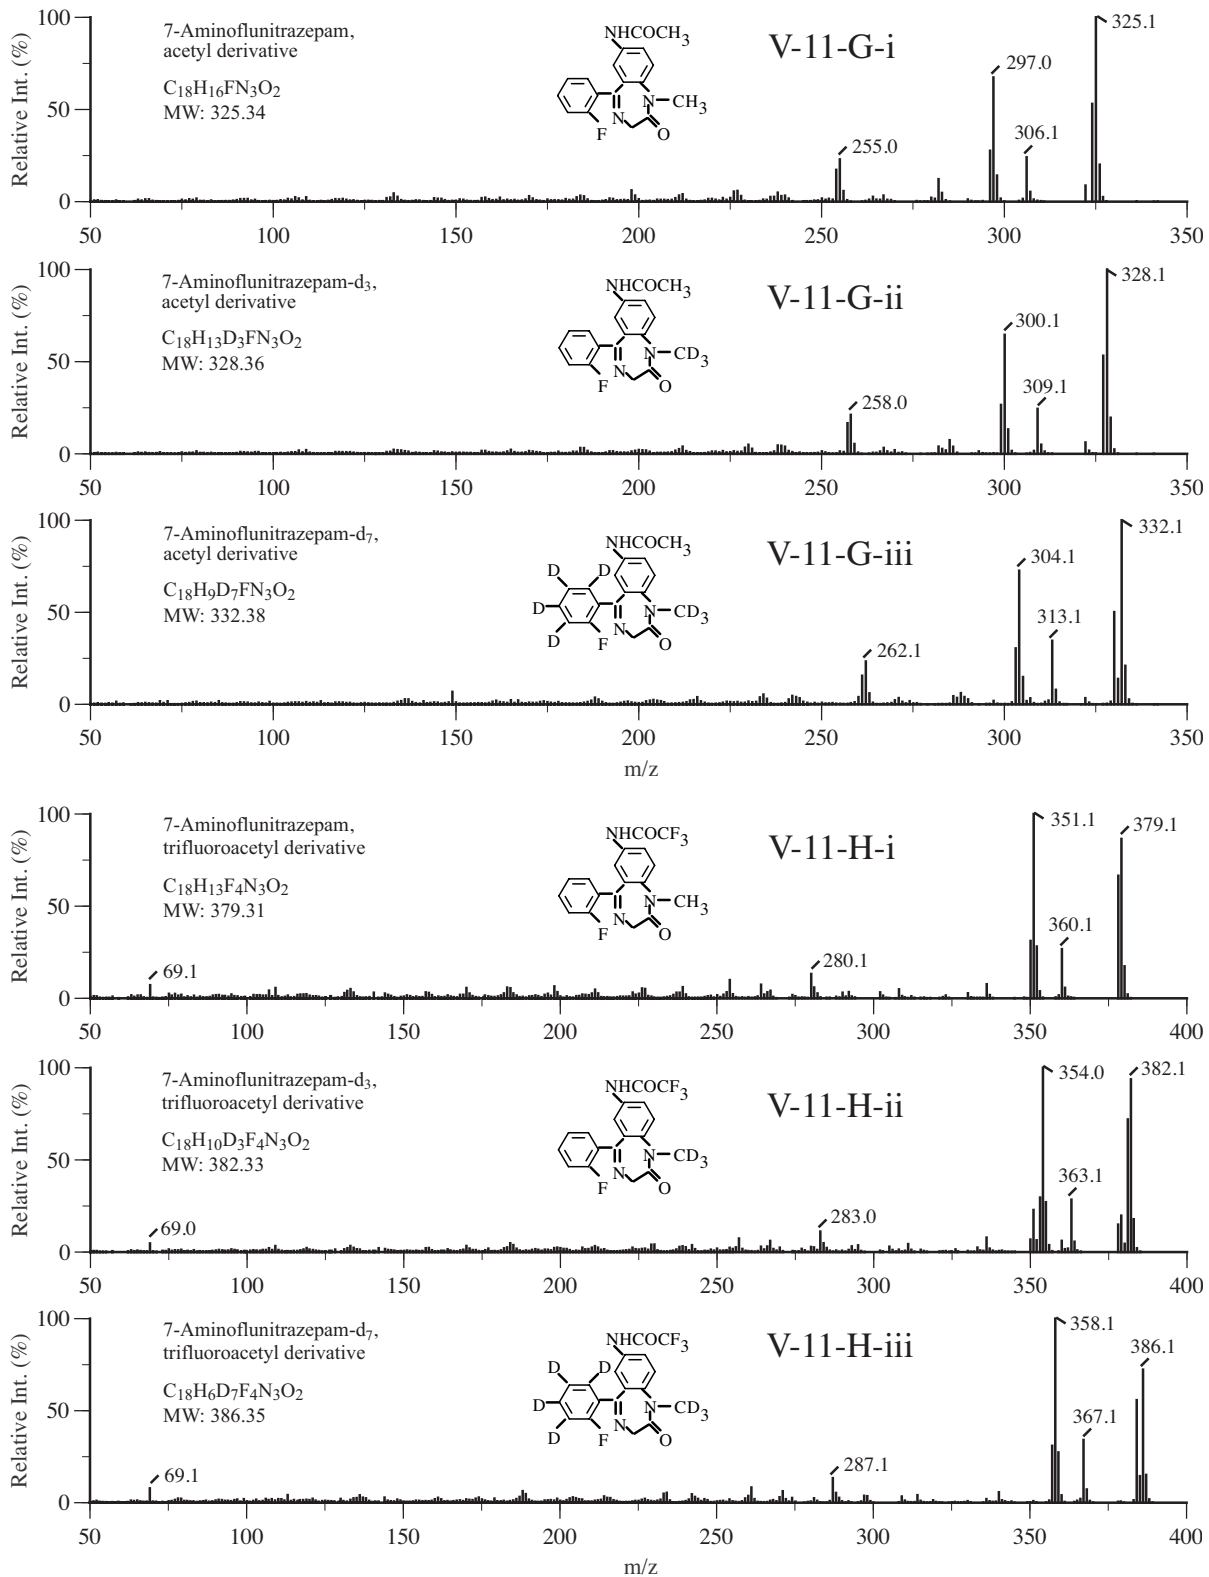 Relative Int. (%)
100
50
0
7-Aminoflunitrazepam,
acetyl derivative
C18H16FN3O2
MW: 325.34
NHCOCH3
N
CH3
N
F
O
V-11-G-i
255.0
297.0
306.1
325.1
50 100 150 200 250 300 350
Relative Int. (%)
100
50
0
7-Aminoflunitrazepam-d3,
acetyl derivative
C18H13D3FN3O2
MW: 328.36
NHCOCH3
N
CD3
N
F
O
V-11-G-ii
258.0
300.1
309.1
328.1
50 100 150 200 250 300 350
Relative Int. (%)
100
50
0
7-Aminoflunitrazepam-d7,
acetyl derivative
C18H9D7FN3O2
MW: 332.38
NHCOCH3
D D
D
D
N
CD3
N
F
O
V-11-G-iii
262.1
304.1
313.1
332.1
50 100 150 200 250 300 350
m/z
Relative Int. (%)
100
50
0
7-Aminoflunitrazepam,
trifluoroacetyl derivative
C18H13F4N3O2
MW: 379.31
NHCOCF3
N
CH3
N
F
O
V-11-H-i
69.1
280.1
351.1
360.1
379.1
50 100 150 200 250 300 350 400
Relative Int. (%)
100
50
0
7-Aminoflunitrazepam-d3,
trifluoroacetyl derivative
C18H10D3F4N3O2
MW: 382.33
NHCOCF3
N
CD3
N
F
O
V-11-H-ii
69.0
283.0
354.0
363.1
382.1
50 100 150 200 250 300 350 400
Relative Int. (%)
100
50
0
7-Aminoflunitrazepam-d7,
trifluoroacetyl derivative
C18H6D7F4N3O2
MW: 386.35
NHCOCF3
D D
D
D
N
CD3
N
F
O
V-11-H-iii
69.1
287.1
358.1
367.1
386.1
50 100 150 200 250 300 350 400
m/z